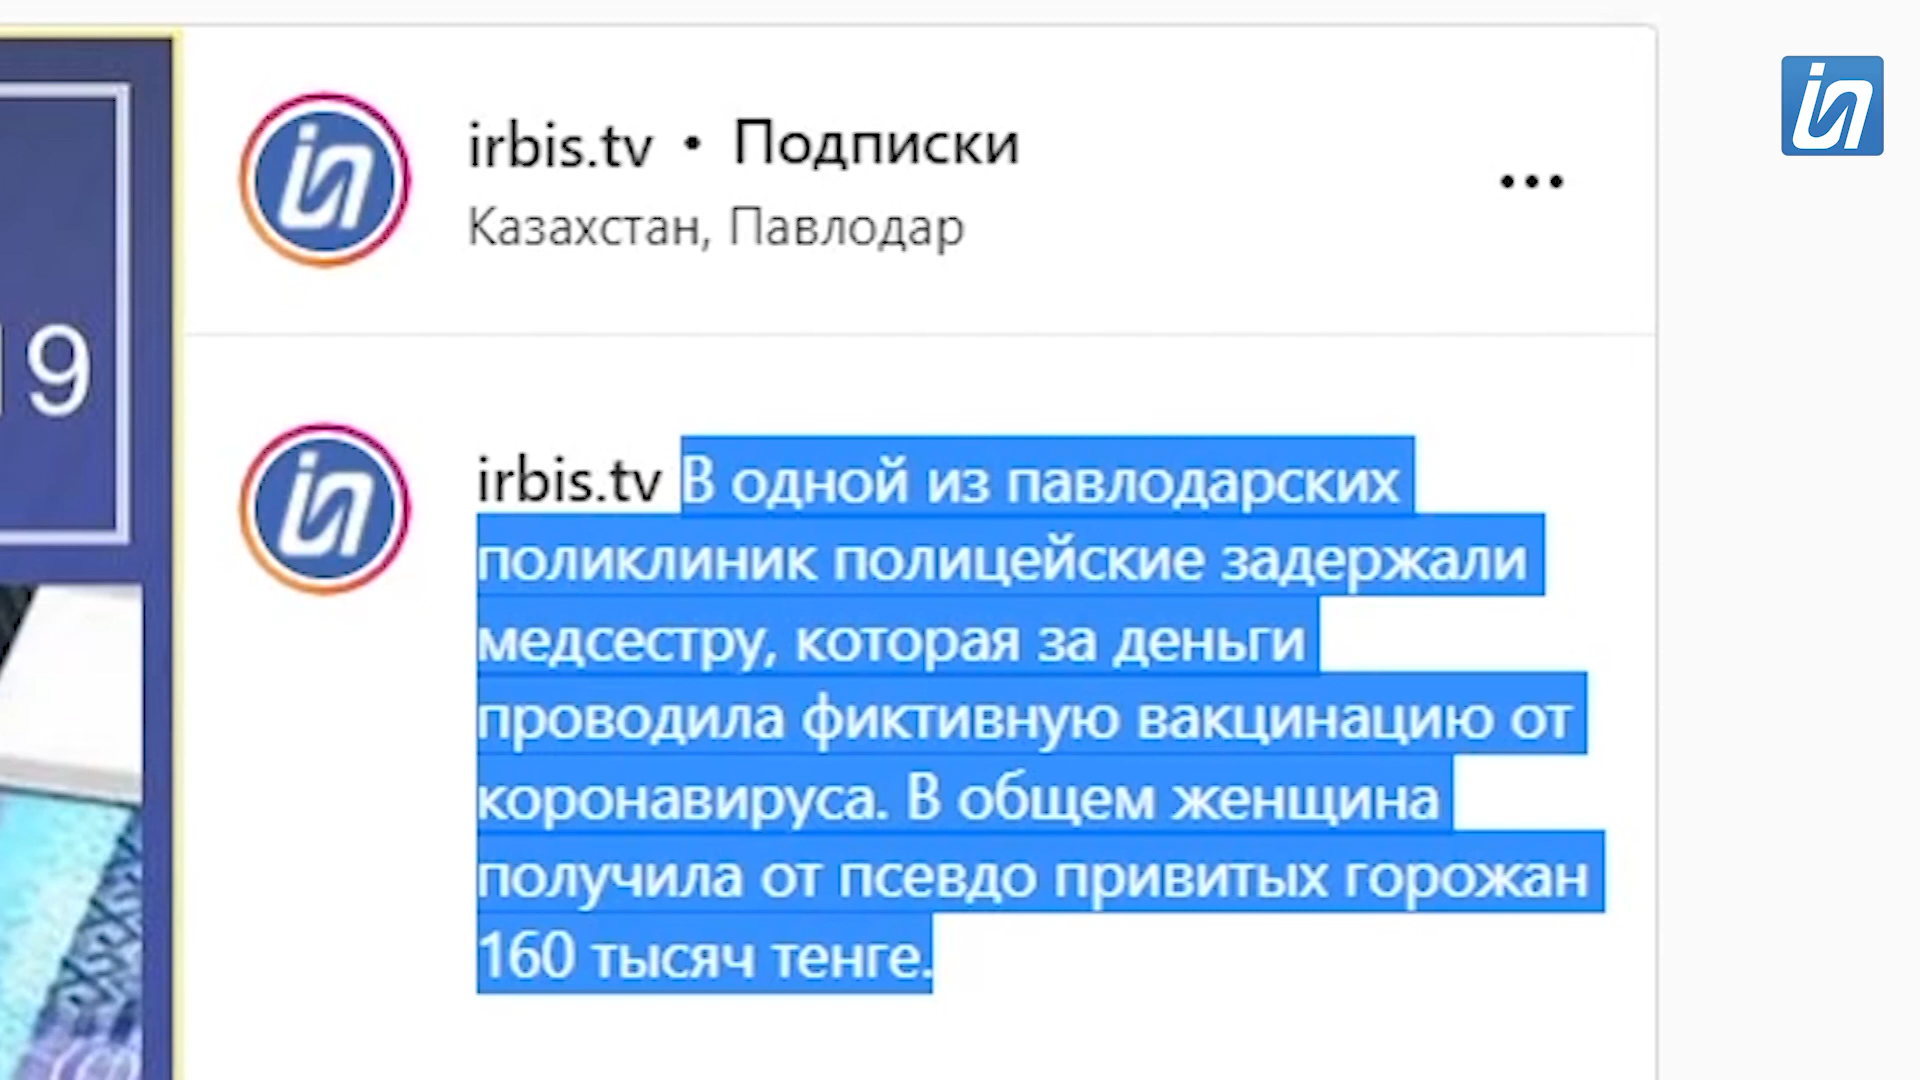 irbis.tv • Подписки
Казахстан, Павлодар
19
irbis.tv В одной из павлодарских
поликлиник полицейские задержали
медсестру, которая за деньги
проводила фиктивную вакцинацию от
коронавируса. В общем женщина
получила от псевдо привитых горожан
160 тысяч тенге.